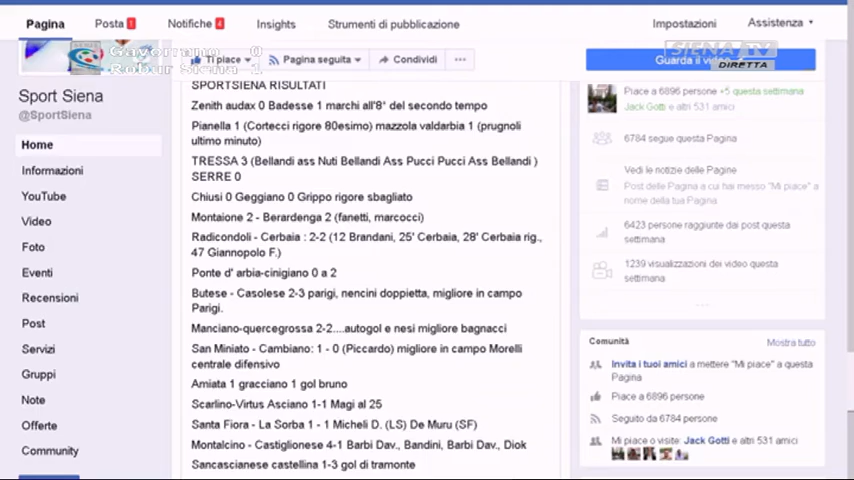 Pagina Posta 1 Notifiche 4 Insights Strumenti di pubblicazione Impostazioni Assistenza
Gavorrano 0
Robur Siena 1
Ti piace Pagina seguita Condividi ...
SIENA TV
DIRETTA
Guarda il video
Sport Siena
@SportSiena
Home
Informazioni
YouTube
Video
Foto
Eventi
Recensioni
Post
Servizi
Gruppi
Note
Offerte
Community
SPORTSIENA RISULTATI
Zenith audax 0 Badesse 1 marchi all'8° del secondo tempo
Pianella 1 (Cortecci rigore 80esimo) mazzola valdarbia 1 (prugnoli
ultimo minuto)
TRESSA 3 (Bellandi ass Nuti Bellandi Ass Pucci Pucci Ass Bellandi )
SERRE 0
Chiusi 0 Geggiano 0 Grippo rigore sbagliato
Montaione 2 - Berardenga 2 (fanetti, marcocci)
Radicondoli - Cerbaia : 2-2 (12 Brandani, 25' Cerbaia, 28' Cerbaia rig.,
47 Giannopolo F.)
Ponte d' arbia-cinigiano 0 a 2
Butese - Casolese 2-3 parigi, nencini doppietta, migliore in campo
Parigi.
Manciano-quercegrossa 2-2....autogol e nesi migliore bagnacci
San Miniato - Cambiano: 1 - 0 (Piccardo) migliore in campo Morelli
centrale difensivo
Amiata 1 gracciano 1 gol bruno
Scarlino-Virtus Asciano 1-1 Magi al 25
Santa Fiora - La Sorba 1 - 1 Micheli D. (LS) De Muru (SF)
Montalcino - Castiglionese 4-1 Barbi Dav., Bandini, Barbi Dav., Diok
Sancascianese castellina 1-3 gol di tramonte
Piace a 6896 persone +5 questa settimana
Jack Gotti e altri 531 amici
6784 segue questa Pagina
Vedi le notizie delle Pagine
Post delle Pagina a cui hai messo "Mi piace" a
nome della tua Pagina
6423 persone raggiunte dai post questa
settimana
1239 visualizzazioni dei video questa
settimana
...
Comunità Mostra tutto
Invita i tuoi amici a mettere "Mi piace" a questa
Pagina
Piace a 6896 persone
Seguito da 6784 persone
Mi piace o visite: Jack Gotti e altri 531 amici